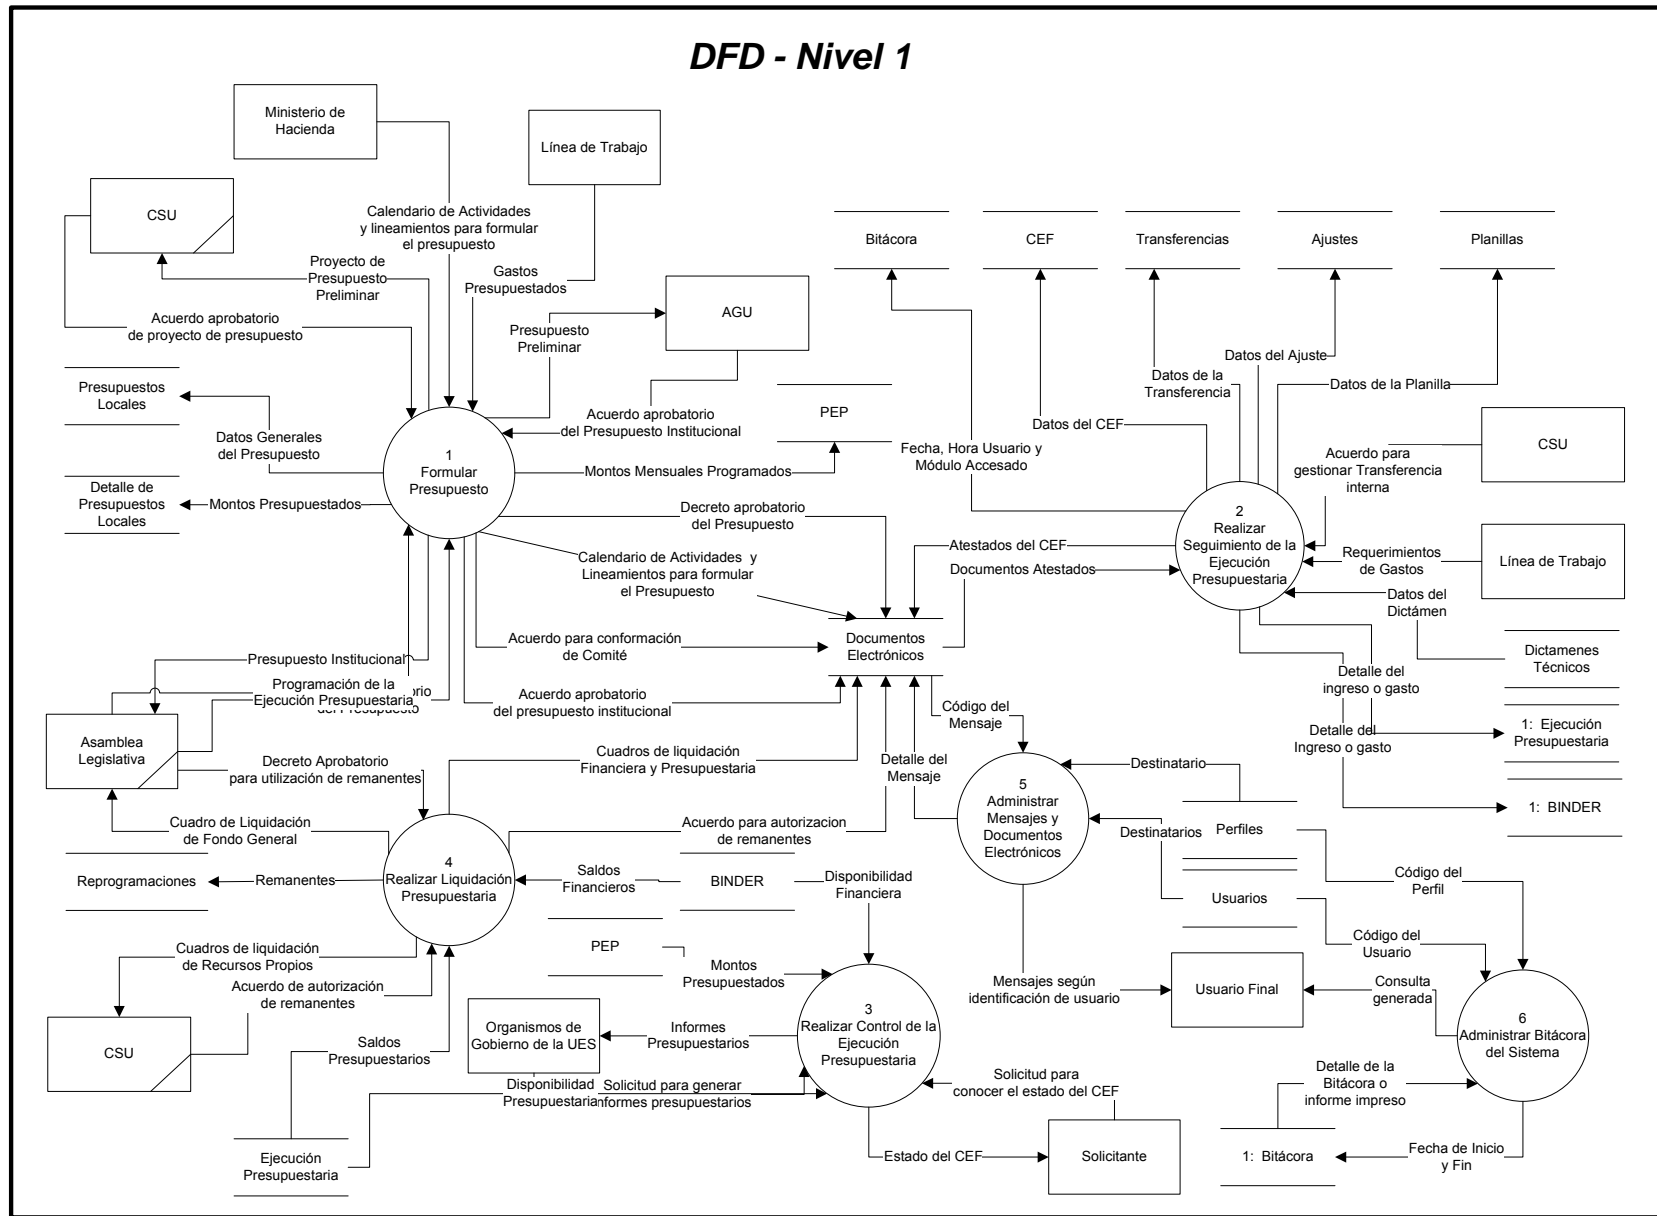 DFD - Nivel 1
Ministerio de
Hacienda
Línea de Trabajo
CSU
Calendario de Actividades
y lineamientos para formular
el presupuesto
Proyecto de
Presupuesto
Preliminar
Gastos
Presupuestados
Acuerdo aprobatorio
de proyecto de presupuesto
Presupuesto
Preliminar
AGU
Presupuestos
Locales
Datos Generales
del Presupuesto
Acuerdo aprobatorio
del Presupuesto Institucional
PEP
1
Formular
Presupuesto
Montos Mensuales Programados
Detalle de
Presupuestos
Locales
Montos Presupuestados
Bitácora
CEF
Transferencias
Ajustes
Planillas
Datos del Ajuste
Datos de la
Transferencia
Datos de la Planilla
Datos del CEF
Fecha, Hora Usuario y
Módulo Accesado
Acuerdo para
gestionar Transferencia
interna
CSU
2
Realizar
Seguimiento de la
Ejecución
Presupuestaria
Requerimientos
de Gastos
Línea de Trabajo
Datos del
Dictámen
Dictamenes
Técnicos
Detalle del
ingreso o gasto
1: Ejecución
Presupuestaria
Detalle del
Ingreso o gasto
1: BINDER
Decreto aprobatorio
del Presupuesto
Atestados del CEF
Documentos Atestados
Calendario de Actividades y
Lineamientos para formular
el Presupuesto
Documentos
Electrónicos
Acuerdo para conformación
de Comité
Acuerdo aprobatorio
del presupuesto institucional
Presupuesto Institucional
Programación de la
Ejecución Presupuestaria
Asamblea
Legislativa
Decreto Aprobatorio
para utilización de remanentes
Cuadros de liquidación
Financiera y Presupuestaria
Detalle del
Mensaje
Código del
Mensaje
Cuadro de Liquidación
de Fondo General
Acuerdo para autorizacion
de remanentes
4
Realizar Liquidación
Presupuestaria
Reprogramaciones
Remanentes
Saldos
Financieros
BINDER
Disponibilidad
Financiera
5
Administrar
Mensajes y
Documentos
Electrónicos
Destinatario
Destinatarios
Perfiles
Usuarios
Código del
Perfil
Código del
Usuario
Cuadros de liquidación
de Recursos Propios
Acuerdo de autorización
de remanentes
CSU
Saldos
Presupuestarios
PEP
Montos
Presupuestados
Mensajes según
identificación de usuario
Usuario Final
Consulta
generada
6
Administrar Bitácora
del Sistema
Organismos de
Gobierno de la UES
Informes
Presupuestarios
3
Realizar Control de la
Ejecución
Presupuestaria
Disponibilidad
Presupuestaria
Solicitud para generar
informes presupuestarios
Solicitud para
conocer el estado del CEF
Detalle de la
Bitácora o
informe impreso
Ejecución
Presupuestaria
Estado del CEF
Solicitante
1: Bitácora
Fecha de Inicio
y Fin